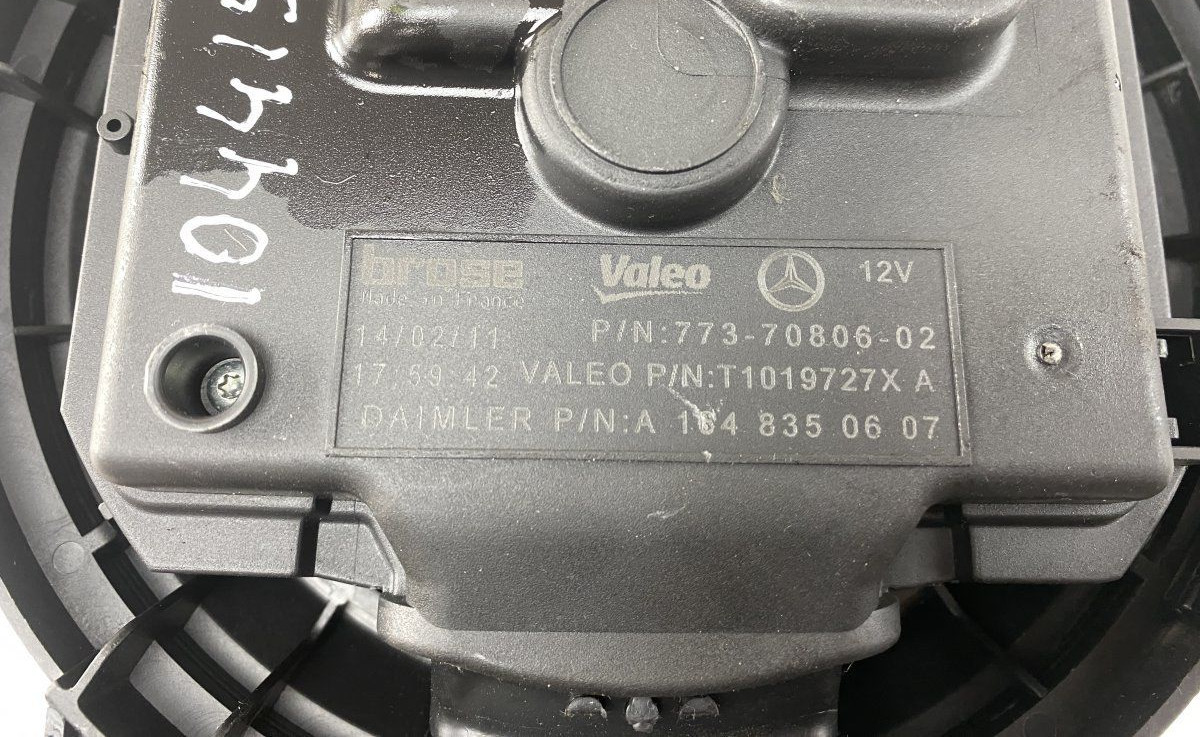 104415
brose
Valeo
12V
Made in France
14/02/11
P/N:773-70806-02
17:59:42 VALEO P/N:T1019727X A
DAIMLER P/N:A 164 835 06 07